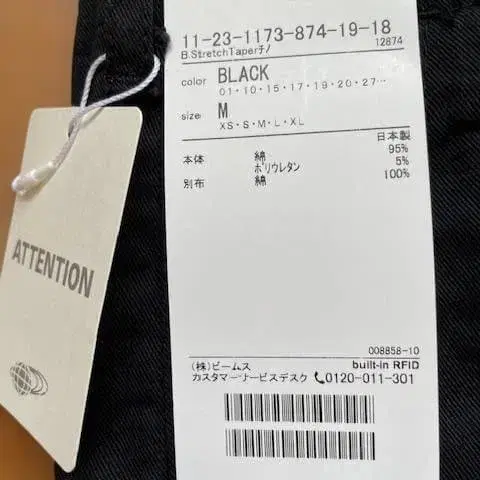 11-23-1173-874-19-18
B.StretchTaperチノ 12874
color BLACK
01・10・15・17・19・20・27…
size M
XS・S・M・L・XL
日本製
本体 綿 95%
ポリウレタン 5%
別布 綿 100%
008858-10
(株)ビームス built-in RFID
カスタマーサービスデスク 0120-011-301
ATTENTION